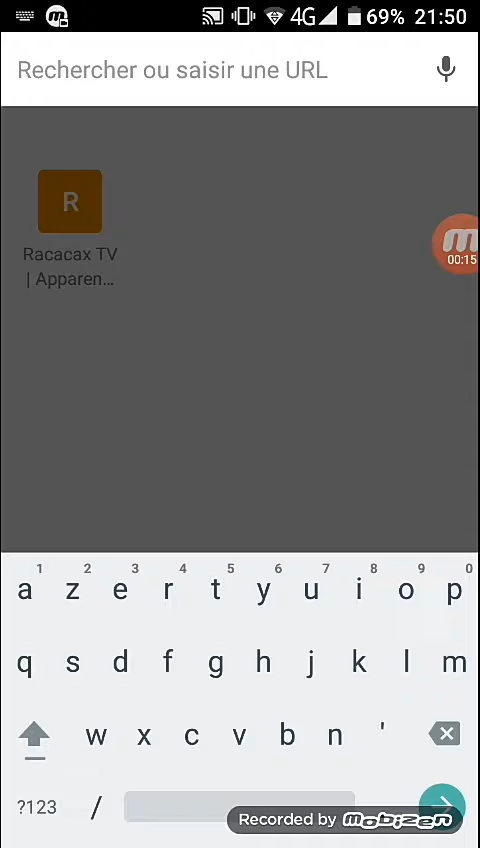 69% 21:50
4G
Rechercher ou saisir une URL
R
Racacax TV
| Apparen...
00:15
1 2 3 4 5 6 7 8 9 0
a z e r t y u i o p
q s d f g h j k l m
w x c v b n '
?123 /
Recorded by mobizen